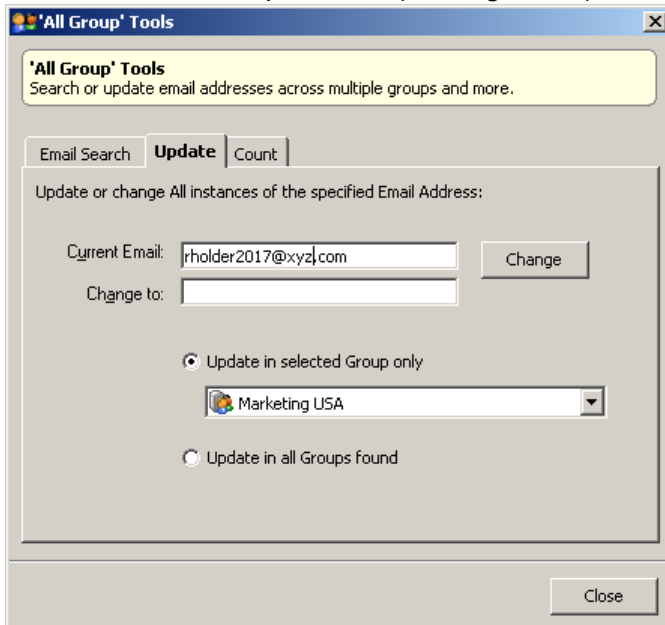 'All Group' Tools
'All Group' Tools
Search or update email addresses across multiple groups and more.
Email Search Update Count
Update or change All instances of the specified Email Address:
Current Email: rholder2017@xyz.com Change
Change to:
Update in selected Group only
Marketing USA
Update in all Groups found
Close